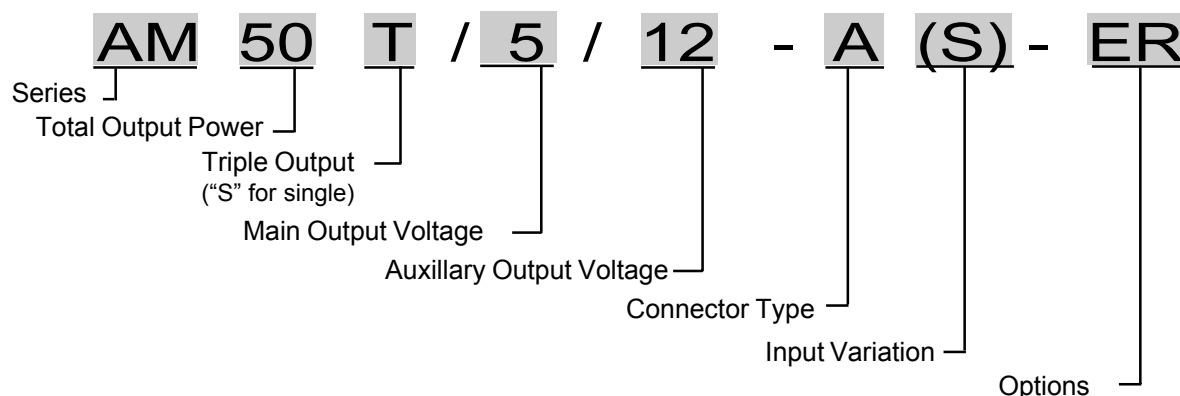 AM 50 T / 5 / 12 - A (S) - ER
Series
Total Output Power
Triple Output
(“S” for single)
Main Output Voltage
Auxillary Output Voltage
Connector Type
Input Variation
Options